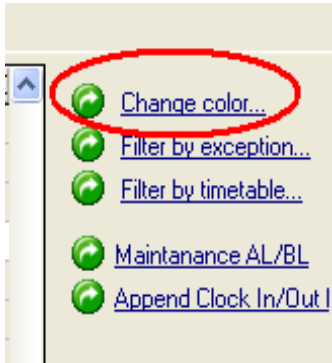 Change color...
Filter by exception...
Filter by timetable...
Maintanance AL/BL
Append Clock In/Out